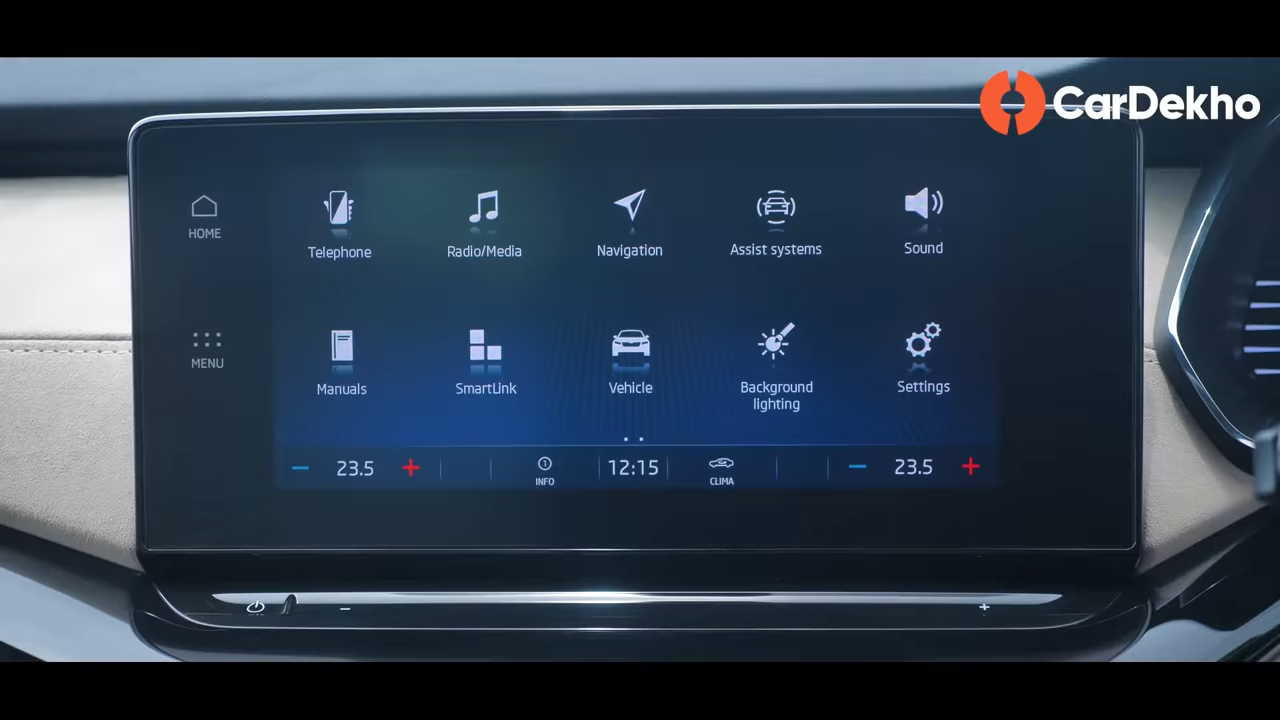 CarDekho
HOME
Telephone
Radio/Media
Navigation
Assist systems
Sound
MENU
Manuals
SmartLink
Vehicle
Background
lighting
Settings
− 23.5 +
1
INFO
12:15
CLIMA
− 23.5 +
− +